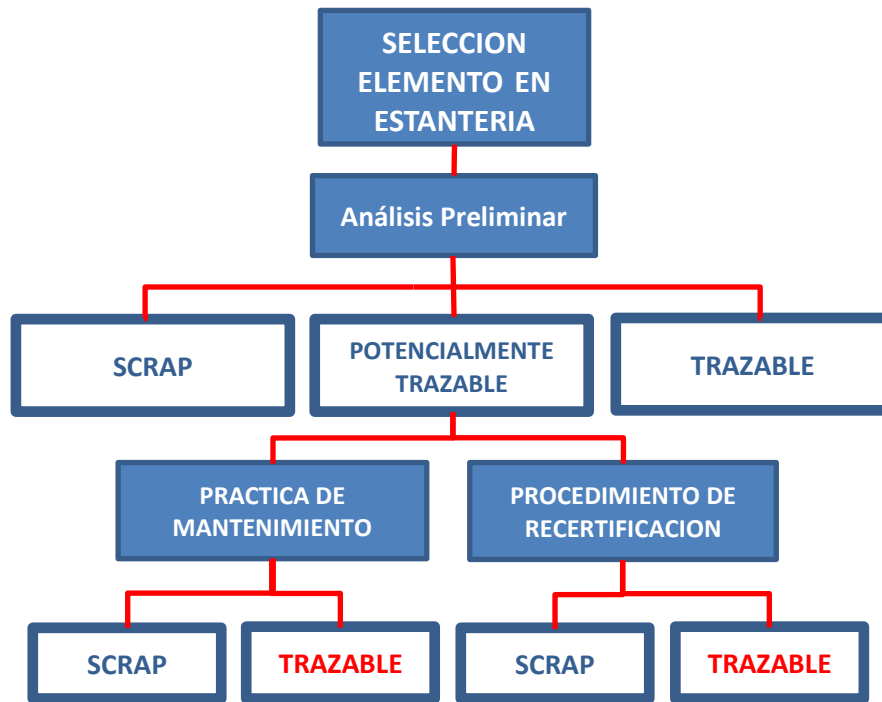 SELECCION
ELEMENTO EN
ESTANTERIA
Análisis Preliminar
SCRAP
POTENCIALMENTE
TRAZABLE
TRAZABLE
PRACTICA DE
MANTENIMIENTO
PROCEDIMIENTO DE
RECERTIFICACION
SCRAP
TRAZABLE
SCRAP
TRAZABLE